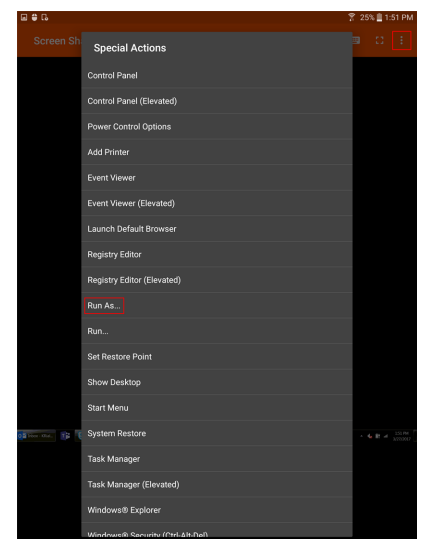 25% 1:51 PM
Screen Sh
Special Actions
Control Panel
Control Panel (Elevated)
Power Control Options
Add Printer
Event Viewer
Event Viewer (Elevated)
Launch Default Browser
Registry Editor
Registry Editor (Elevated)
Run As...
Run...
Set Restore Point
Show Desktop
Start Menu
System Restore
Task Manager
Task Manager (Elevated)
Windows® Explorer
Windows® Security (Ctrl-Alt-Del)